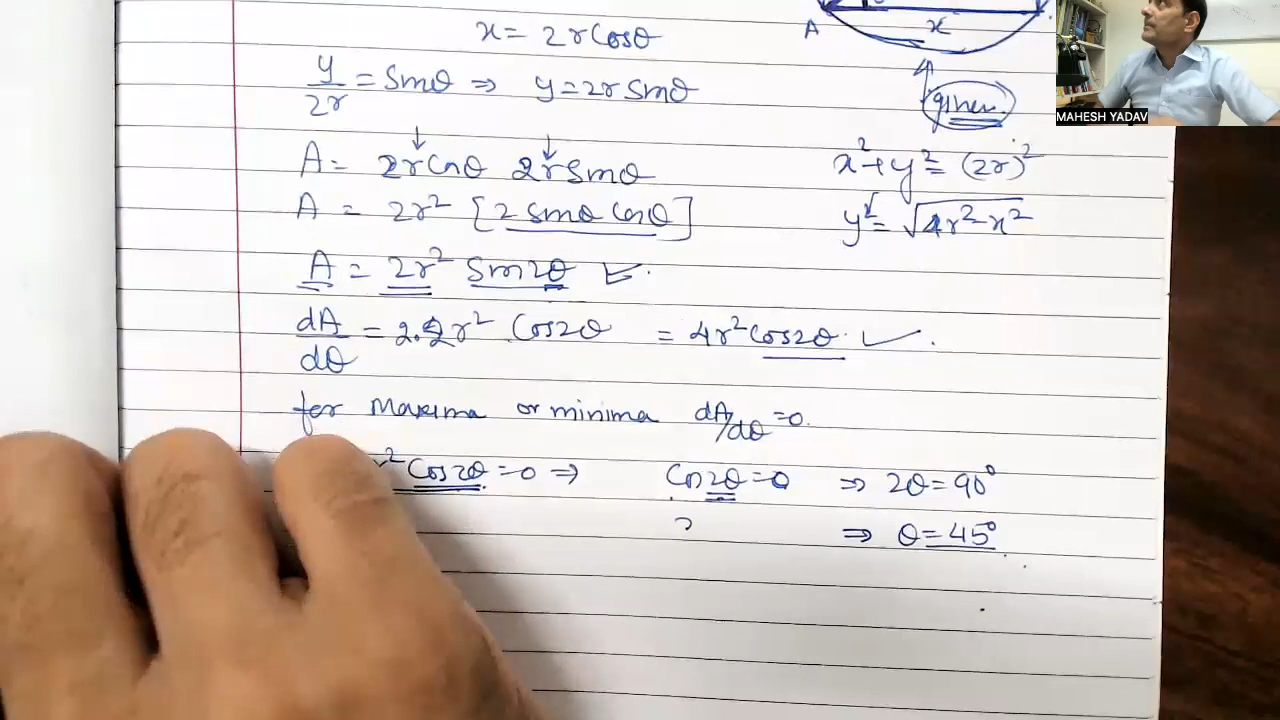 x = 2r Cosθ
A
x
y/2r = Sinθ ⇒ y = 2r Sinθ
given
MAHESH YADAV
A = 2r Cosθ 2r Sinθ
x² + y² = (2r)²
A = 2r² [2 Sinθ Cosθ]
y² = √4r² x²
A = 2r² Sin2θ
dA/dθ = 2.2r² Cos2θ = 4r² Cos2θ.
for Maxima or minima dA/dθ = 0.
r² Cos2θ = 0 ⇒ Cos2θ = 0 ⇒ 2θ = 90°
⇒ θ = 45°